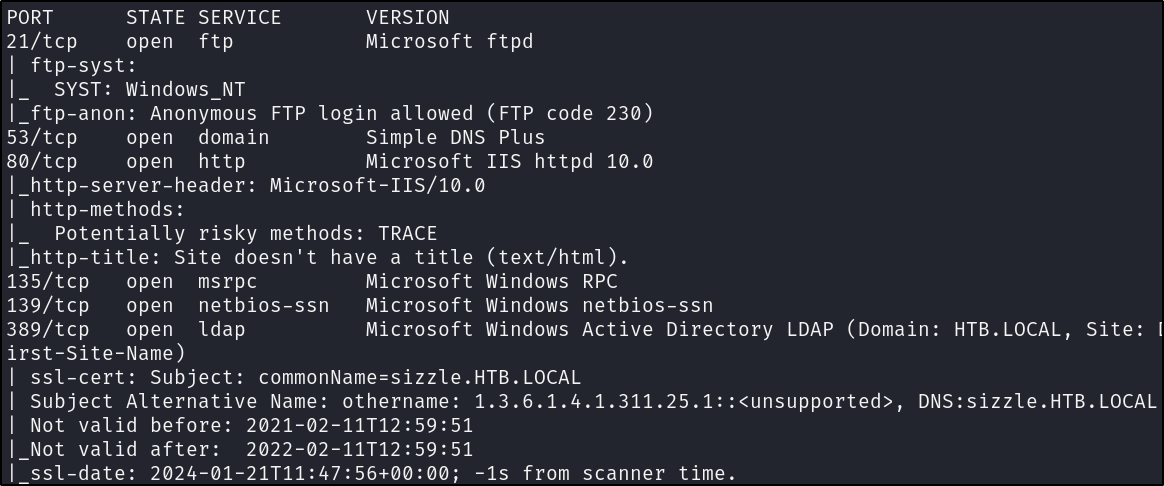 PORT      STATE SERVICE       VERSION
21/tcp    open  ftp           Microsoft ftpd
| ftp-syst:
|_  SYST: Windows_NT
|_ftp-anon: Anonymous FTP login allowed (FTP code 230)
53/tcp    open  domain        Simple DNS Plus
80/tcp    open  http          Microsoft IIS httpd 10.0
|_http-server-header: Microsoft-IIS/10.0
| http-methods:
|_  Potentially risky methods: TRACE
|_http-title: Site doesn't have a title (text/html).
135/tcp   open  msrpc         Microsoft Windows RPC
139/tcp   open  netbios-ssn   Microsoft Windows netbios-ssn
389/tcp   open  ldap          Microsoft Windows Active Directory LDAP (Domain: HTB.LOCAL, Site:
irst-Site-Name)
| ssl-cert: Subject: commonName=sizzle.HTB.LOCAL
| Subject Alternative Name: othername: 1.3.6.1.4.1.311.25.1::<unsupported>, DNS:sizzle.HTB.LOCAL
| Not valid before: 2021-02-11T12:59:51
|_Not valid after:  2022-02-11T12:59:51
|_ssl-date: 2024-01-21T11:47:56+00:00; -1s from scanner time.